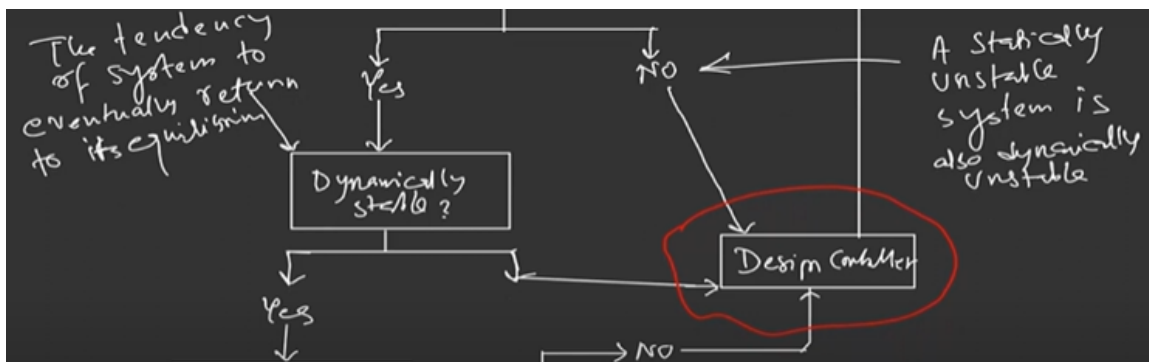 The tendency
of system to
eventually return
to its equilibrium
Yes
NO
A Statically
unstable
system is
also dynamically
unstable
Dynamically
stable?
Design Controller
Yes
NO